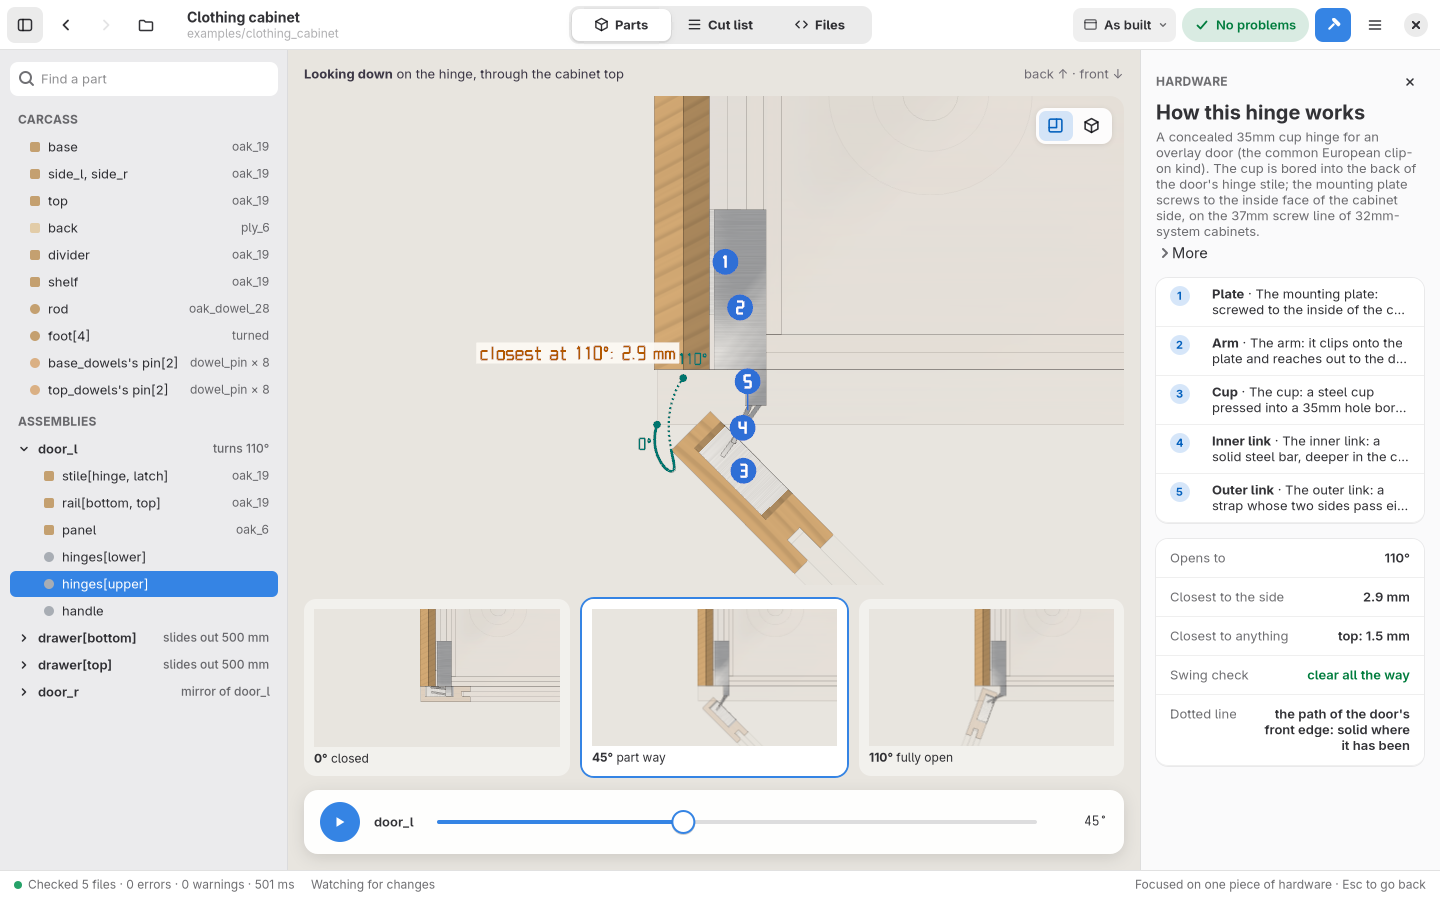 Clothing cabinet
examples/clothing_cabinet
Parts
Cut list
Files
As built
No problems
Find a part
CARCASS
base oak_19
side_l, side_r oak_19
top oak_19
back ply_6
divider oak_19
shelf oak_19
rod oak_dowel_28
foot[4] turned
base_dowels's pin[2] dowel_pin × 8
top_dowels's pin[2] dowel_pin × 8
ASSEMBLIES
door_l turns 110°
stile[hinge, latch] oak_19
rail[bottom, top] oak_19
panel oak_6
hinges[lower]
hinges[upper]
handle
drawer[bottom] slides out 500 mm
drawer[top] slides out 500 mm
door_r mirror of door_l
Looking down on the hinge, through the cabinet top
back ↑ · front ↓
1
2
closest at 110°: 2.9 mm
110°
5
4
0°
3
0° closed
45° part way
110° fully open
door_l
45°
HARDWARE
How this hinge works
A concealed 35mm cup hinge for an
overlay door (the common European clip-
on kind). The cup is bored into the back of
the door's hinge stile; the mounting plate
screws to the inside face of the cabinet
side, on the 37mm screw line of 32mm-
system cabinets.
More
1 Plate · The mounting plate:
screwed to the inside of the c…
2 Arm · The arm: it clips onto the
plate and reaches out to the d…
3 Cup · The cup: a steel cup
pressed into a 35mm hole bor…
4 Inner link · The inner link: a
solid steel bar, deeper in the c…
5 Outer link · The outer link: a
strap whose two sides pass ei…
Opens to 110°
Closest to the side 2.9 mm
Closest to anything top: 1.5 mm
Swing check clear all the way
Dotted line the path of the door's
front edge: solid where
it has been
Checked 5 files · 0 errors · 0 warnings · 501 ms
Watching for changes
Focused on one piece of hardware · Esc to go back